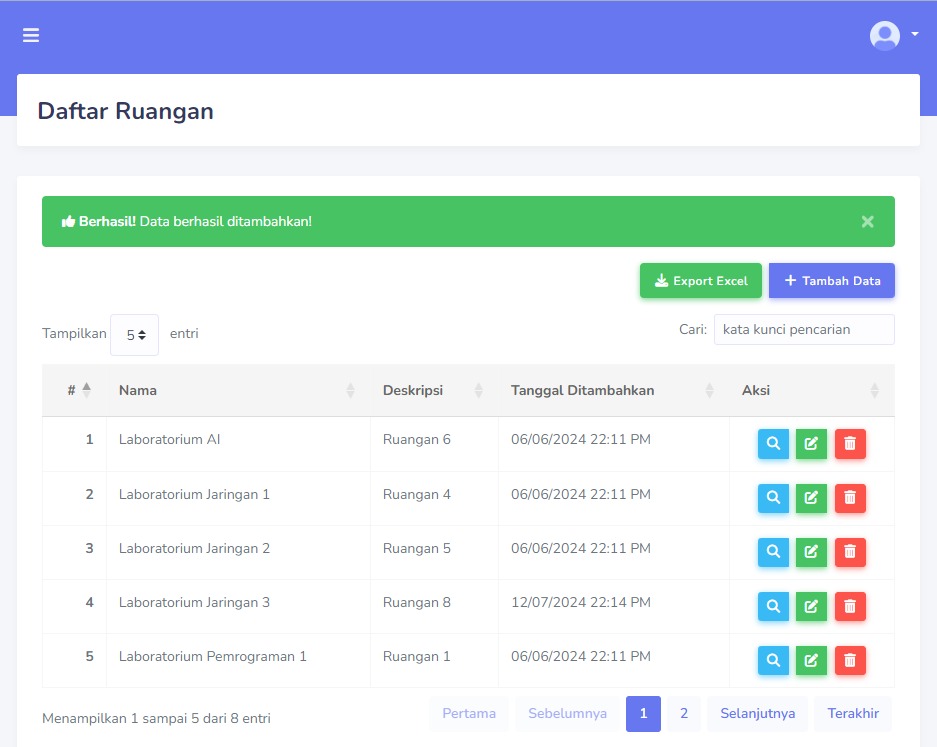 Daftar Ruangan
Berhasil! Data berhasil ditambahkan!
Export Excel + Tambah Data
Tampilkan 5 entri Cari: kata kunci pencarian
# Nama Deskripsi Tanggal Ditambahkan Aksi
1 Laboratorium AI Ruangan 6 06/06/2024 22:11 PM
2 Laboratorium Jaringan 1 Ruangan 4 06/06/2024 22:11 PM
3 Laboratorium Jaringan 2 Ruangan 5 06/06/2024 22:11 PM
4 Laboratorium Jaringan 3 Ruangan 8 12/07/2024 22:14 PM
5 Laboratorium Pemrograman 1 Ruangan 1 06/06/2024 22:11 PM
Menampilkan 1 sampai 5 dari 8 entri Pertama Sebelumnya 1 2 Selanjutnya Terakhir